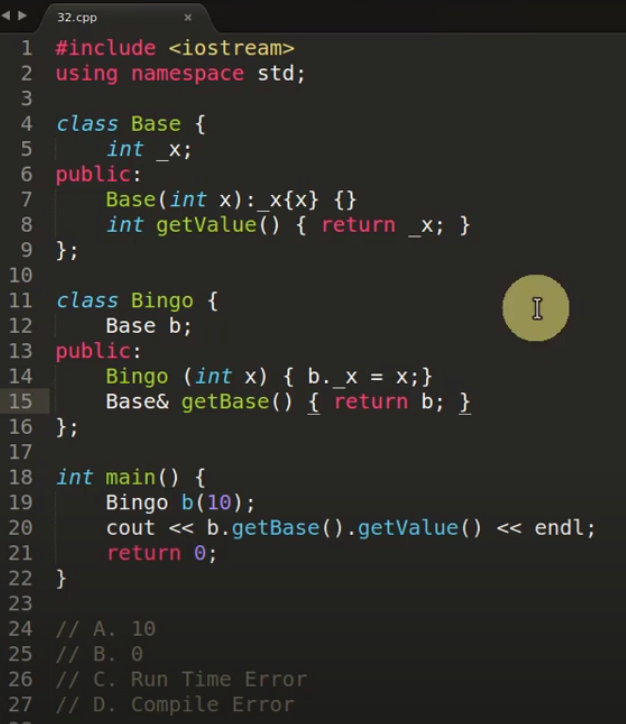 32.cpp ×
1 #include <iostream>
2 using namespace std;
3
4 class Base {
5     int _x;
6 public:
7     Base(int x):_x{x} {}
8     int getValue() { return _x; }
9 };
10
11 class Bingo {
12     Base b;
13 public:
14     Bingo (int x) { b._x = x;}
15     Base& getBase() { return b; }
16 };
17
18 int main() {
19     Bingo b(10);
20     cout << b.getBase().getValue() << endl;
21     return 0;
22 }
23
24 // A. 10
25 // B. 0
26 // C. Run Time Error
27 // D. Compile Error